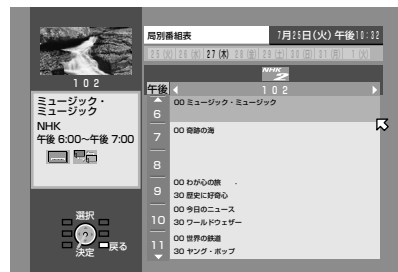 局別番組表
7月25日(火) 午後10:32
25 (火) 26 (水) 27 (木) 28 (金) 29 (土) 30 (日) 31 (月) 1 (火)
NHK 2
午後 102
102
ミュージック・
ミュージック
NHK
午後 6:00~午後 7:00
6
00 ミュージック・ミュージック
7
00 奇跡の海
8
9
00 わが心の旅
30 歴史に好奇心
10
00 今日のニュース
30 ワールドウェザー
11
00 世界の鉄道
30 ヤング・ポップ
選択
決定
戻る